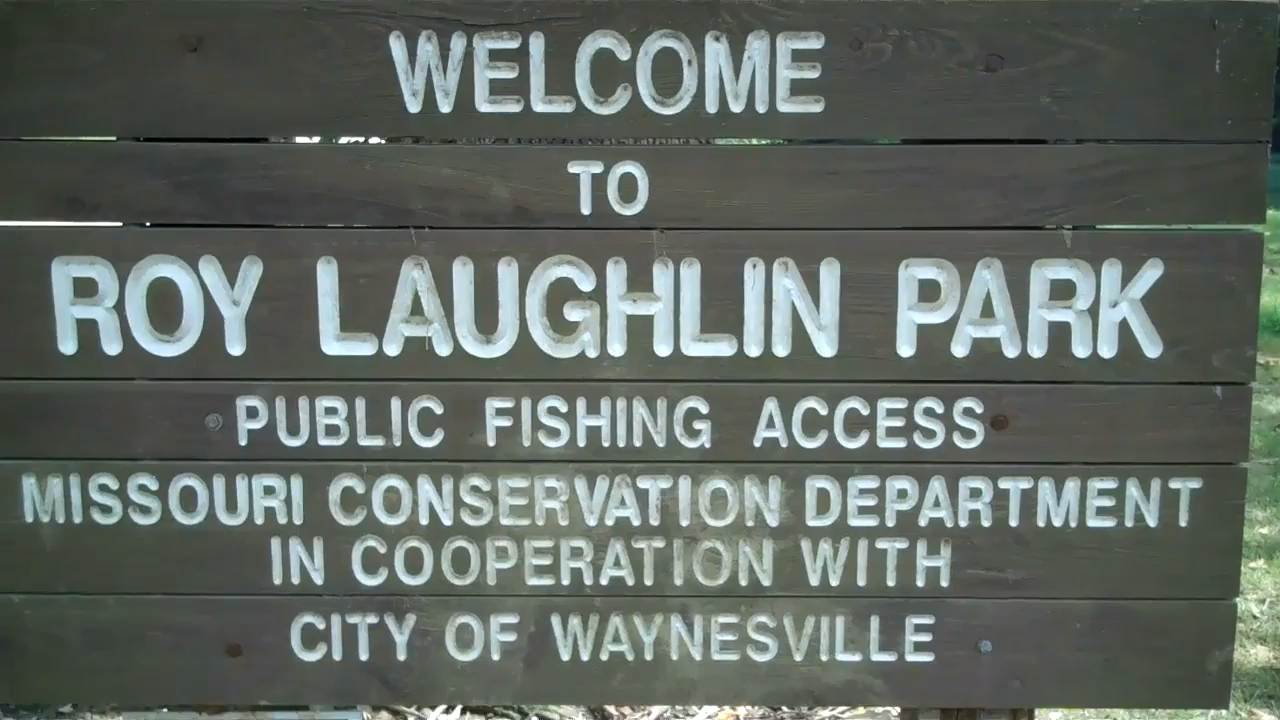 WELCOME
TO
ROY LAUGHLIN PARK
PUBLIC FISHING ACCESS
MISSOURI CONSERVATION DEPARTMENT
IN COOPERATION WITH
CITY OF WAYNESVILLE